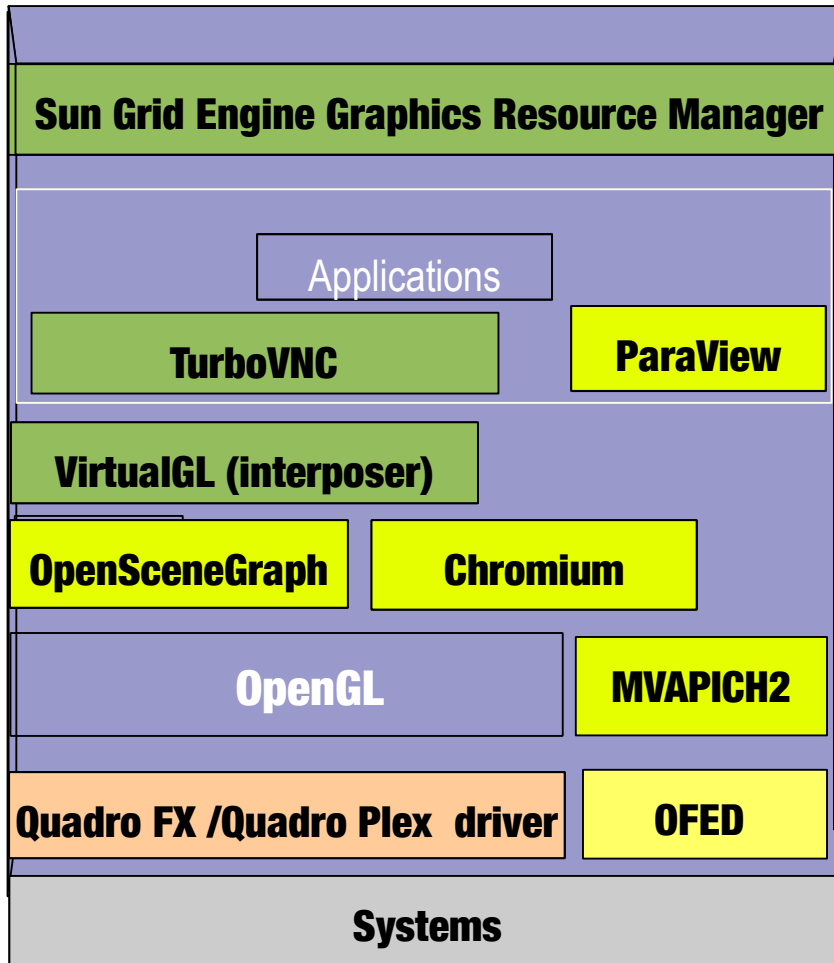 Sun Grid Engine Graphics Resource Manager
Applications
TurboVNC
ParaView
VirtualGL (interposer)
OpenSceneGraph
Chromium
OpenGL
MVAPICH2
Quadro FX /Quadro Plex driver
OFED
Systems